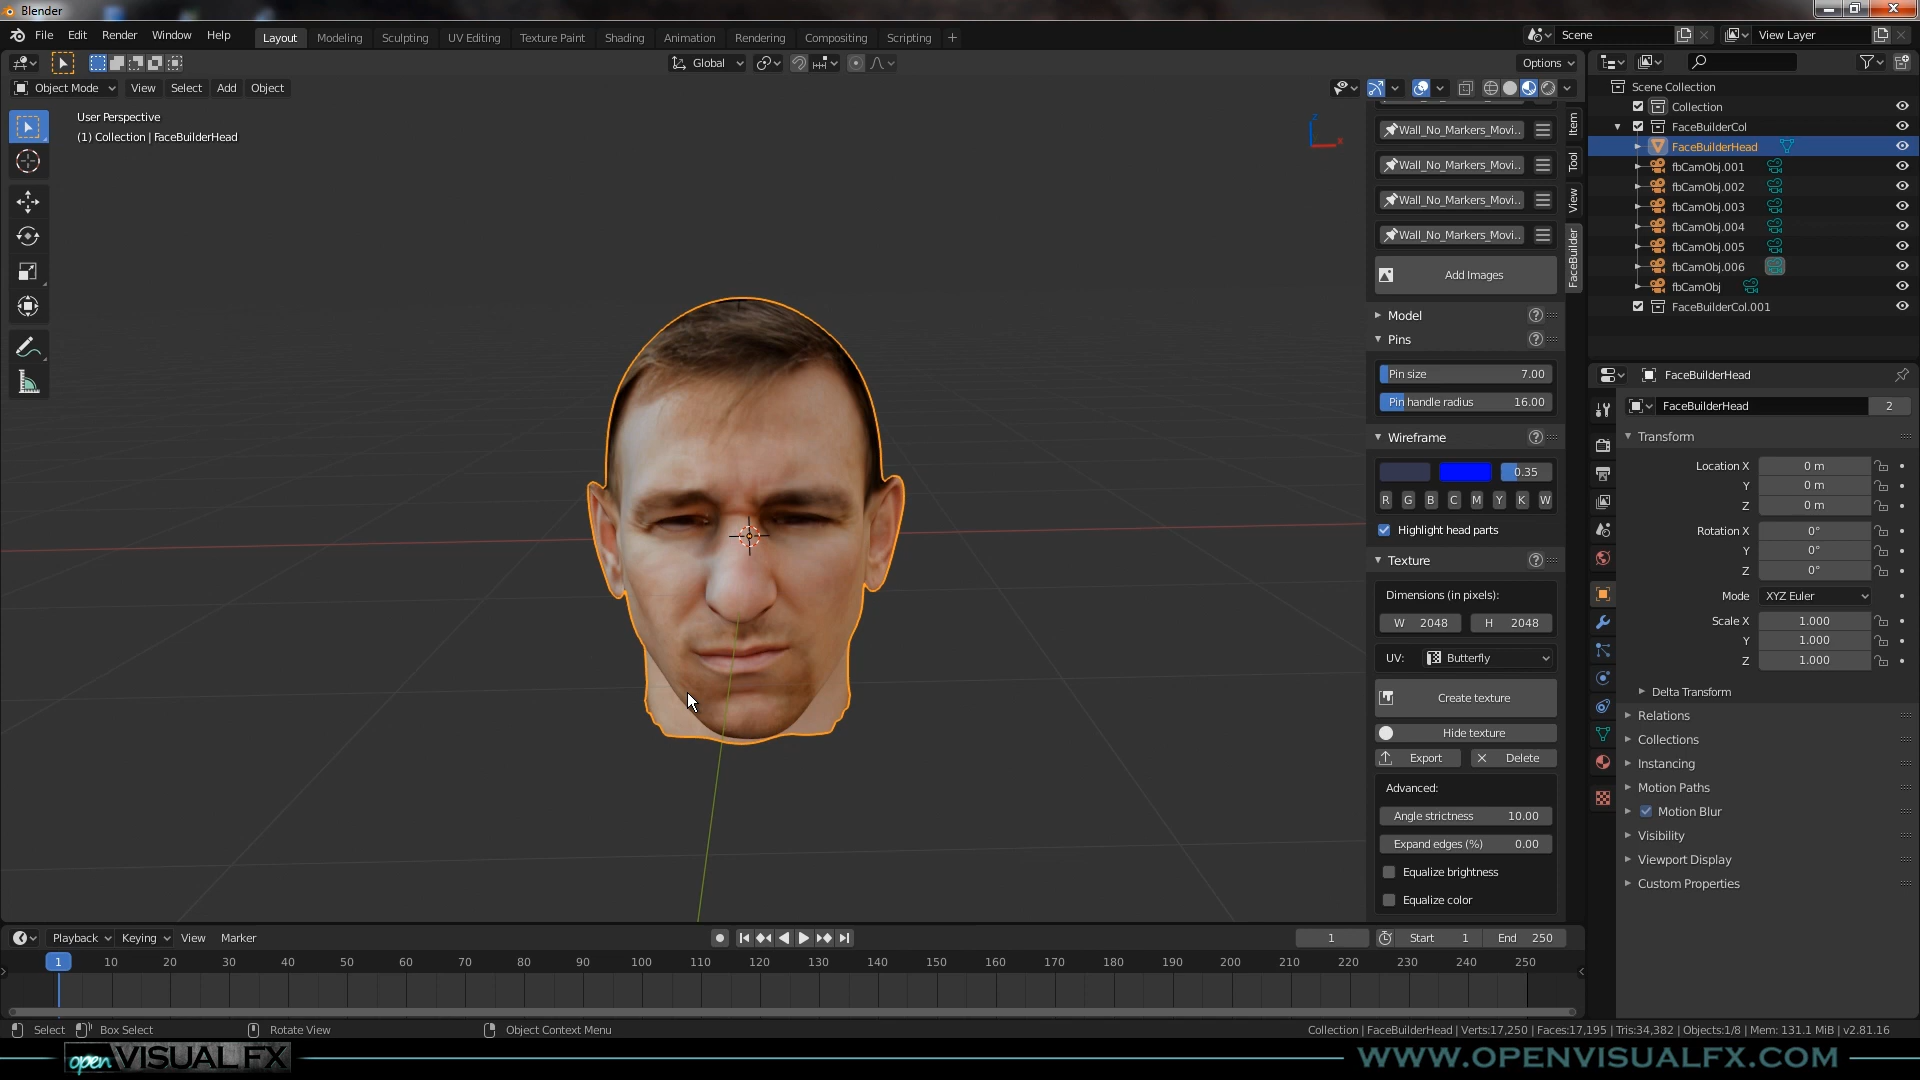 Blender
File Edit Render Window Help
Layout Modeling Sculpting UV Editing Texture Paint Shading Animation Rendering Compositing Scripting +
Scene
View Layer
Global
Options
Object Mode View Select Add Object
User Perspective
(1) Collection | FaceBuilderHead
Wall_No_Markers_Movi..
Wall_No_Markers_Movi..
Wall_No_Markers_Movi..
Wall_No_Markers_Movi..
Add Images
Model
Pins
Pin size 7.00
Pin handle radius 16.00
Wireframe
0.35
R G B C M Y K W
Highlight head parts
Texture
Dimensions (in pixels):
W 2048 H 2048
UV: Butterfly
Create texture
Hide texture
Export Delete
Advanced:
Angle strictness 10.00
Expand edges (%) 0.00
Equalize brightness
Equalize color
Item
Tool
View
FaceBuilder
Scene Collection
Collection
FaceBuilderCol
FaceBuilderHead
fbCamObj.001
fbCamObj.002
fbCamObj.003
fbCamObj.004
fbCamObj.005
fbCamObj.006
fbCamObj
FaceBuilderCol.001
FaceBuilderHead
FaceBuilderHead 2
Transform
Location X 0 m
Y 0 m
Z 0 m
Rotation X 0°
Y 0°
Z 0°
Mode XYZ Euler
Scale X 1.000
Y 1.000
Z 1.000
Delta Transform
Relations
Collections
Instancing
Motion Paths
Motion Blur
Visibility
Viewport Display
Custom Properties
Playback Keying View Marker
1
Start 1 End 250
1 10 20 30 40 50 60 70 80 90 100 110 120 130 140 150 160 170 180 190 200 210 220 230 240 250
Select Box Select Rotate View Object Context Menu
Collection | FaceBuilderHead | Verts:17,250 | Faces:17,195 | Tris:34,382 | Objects:1/8 | Mem: 131.1 MiB | v2.81.16
open VISUALFX
WWW.OPENVISUALFX.COM